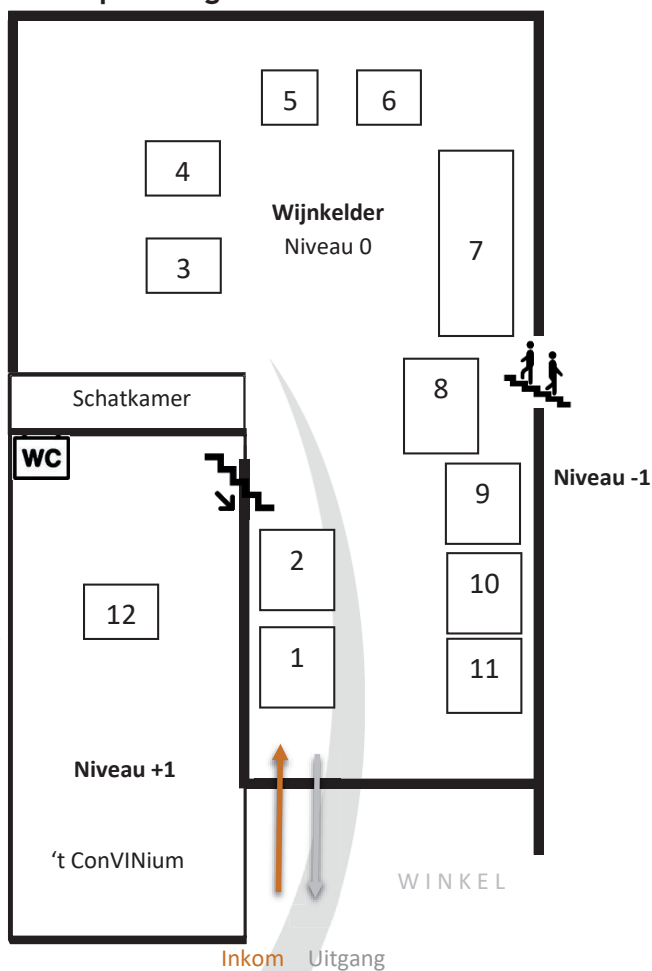 5
6
4
Wijnkelder
Niveau 0
7
3
8
Schatkamer
WC
Niveau -1
9
2
10
12
1
11
Niveau +1
‘t ConVINium
WINKEL
Inkom
Uitgang